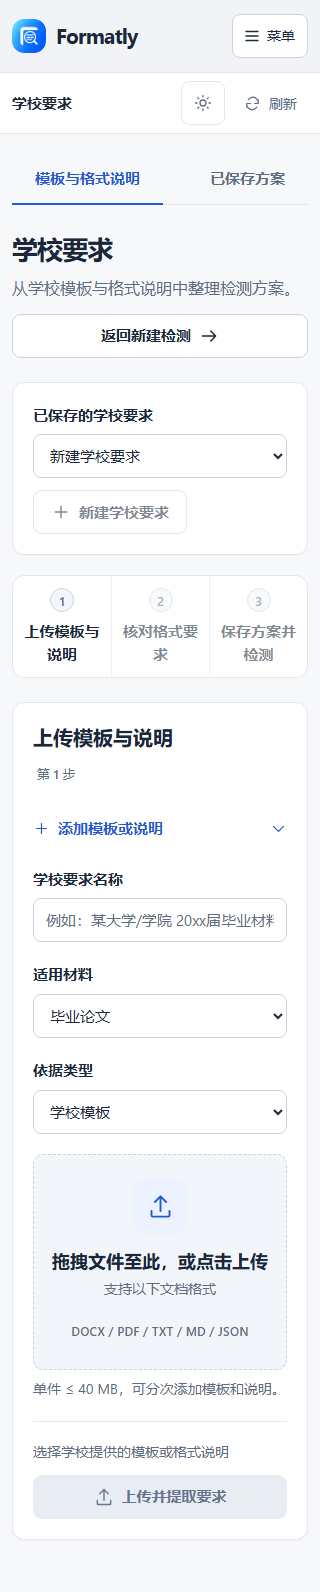 Formatly
菜单
学校要求
刷新
模板与格式说明
已保存方案
学校要求
从学校模板与格式说明中整理检测方案。
返回新建检测
已保存的学校要求
新建学校要求
新建学校要求
1
2
3
上传模板与
说明
核对格式要
求
保存方案并
检测
上传模板与说明
第 1 步
添加模板或说明
学校要求名称
例如：某大学/学院 20xx届毕业材料
适用材料
毕业论文
依据类型
学校模板
拖拽文件至此，或点击上传
支持以下文档格式
DOCX / PDF / TXT / MD / JSON
单件 ≤ 40 MB，可分次添加模板和说明。
选择学校提供的模板或格式说明
上传并提取要求